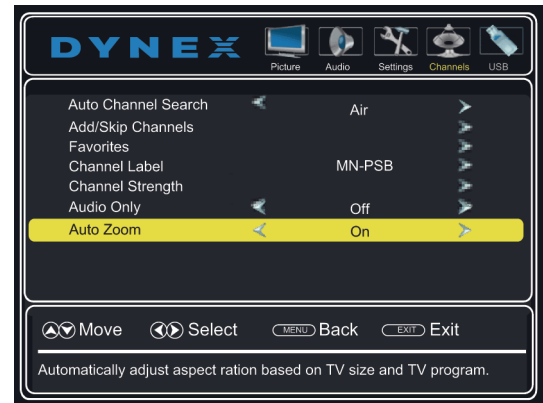 DYNEX
Picture Audio Settings Channels USB
Auto Channel Search Air
Add/Skip Channels
Favorites
Channel Label MN-PSB
Channel Strength
Audio Only Off
Auto Zoom On
Move Select MENU Back EXIT Exit
Automatically adjust aspect ration based on TV size and TV program.